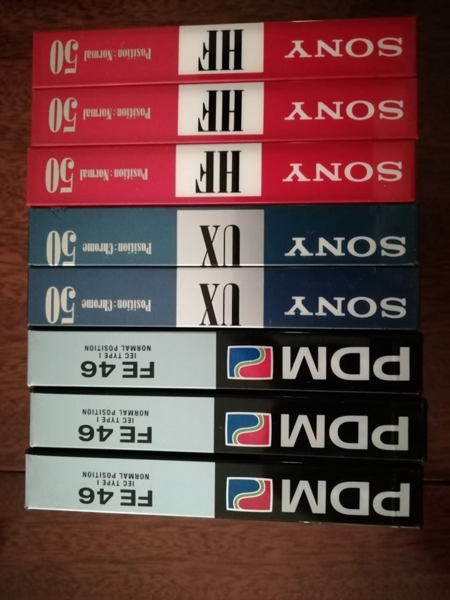 PDM FE 46
IEC TYPE I
NORMAL POSITION
PDM FE 46
IEC TYPE I
NORMAL POSITION
PDM FE 46
IEC TYPE I
NORMAL POSITION
SONY UX Position: Chrome 50
SONY UX Position: Chrome 50
SONY HF Position: Normal 50
SONY HF Position: Normal 50
SONY HF Position: Normal 50